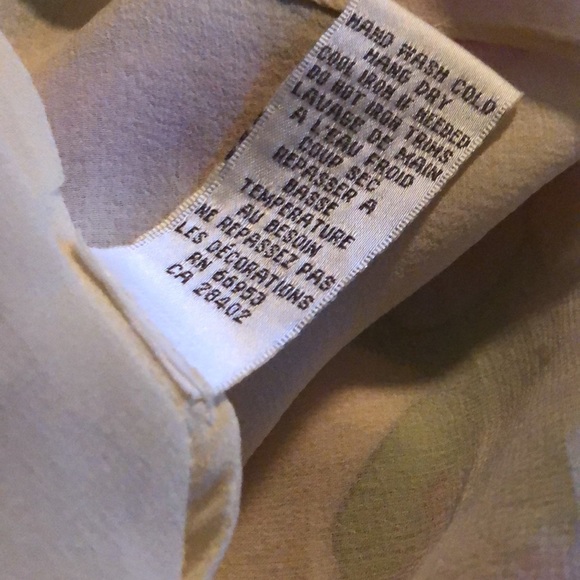 HAND WASH COLD
HANG DRY
COOL IRON IF NEEDED
DO NOT IRON TRIMS
LAVAGE DE MAIN
A L'EAU FROID
COUP SEC
REPASSER A
BASSE
TEMPERATURE
AU BESOIN
NE REPASSEZ PAS
LES DÉCORATIONS
RN 66953
CA 28402